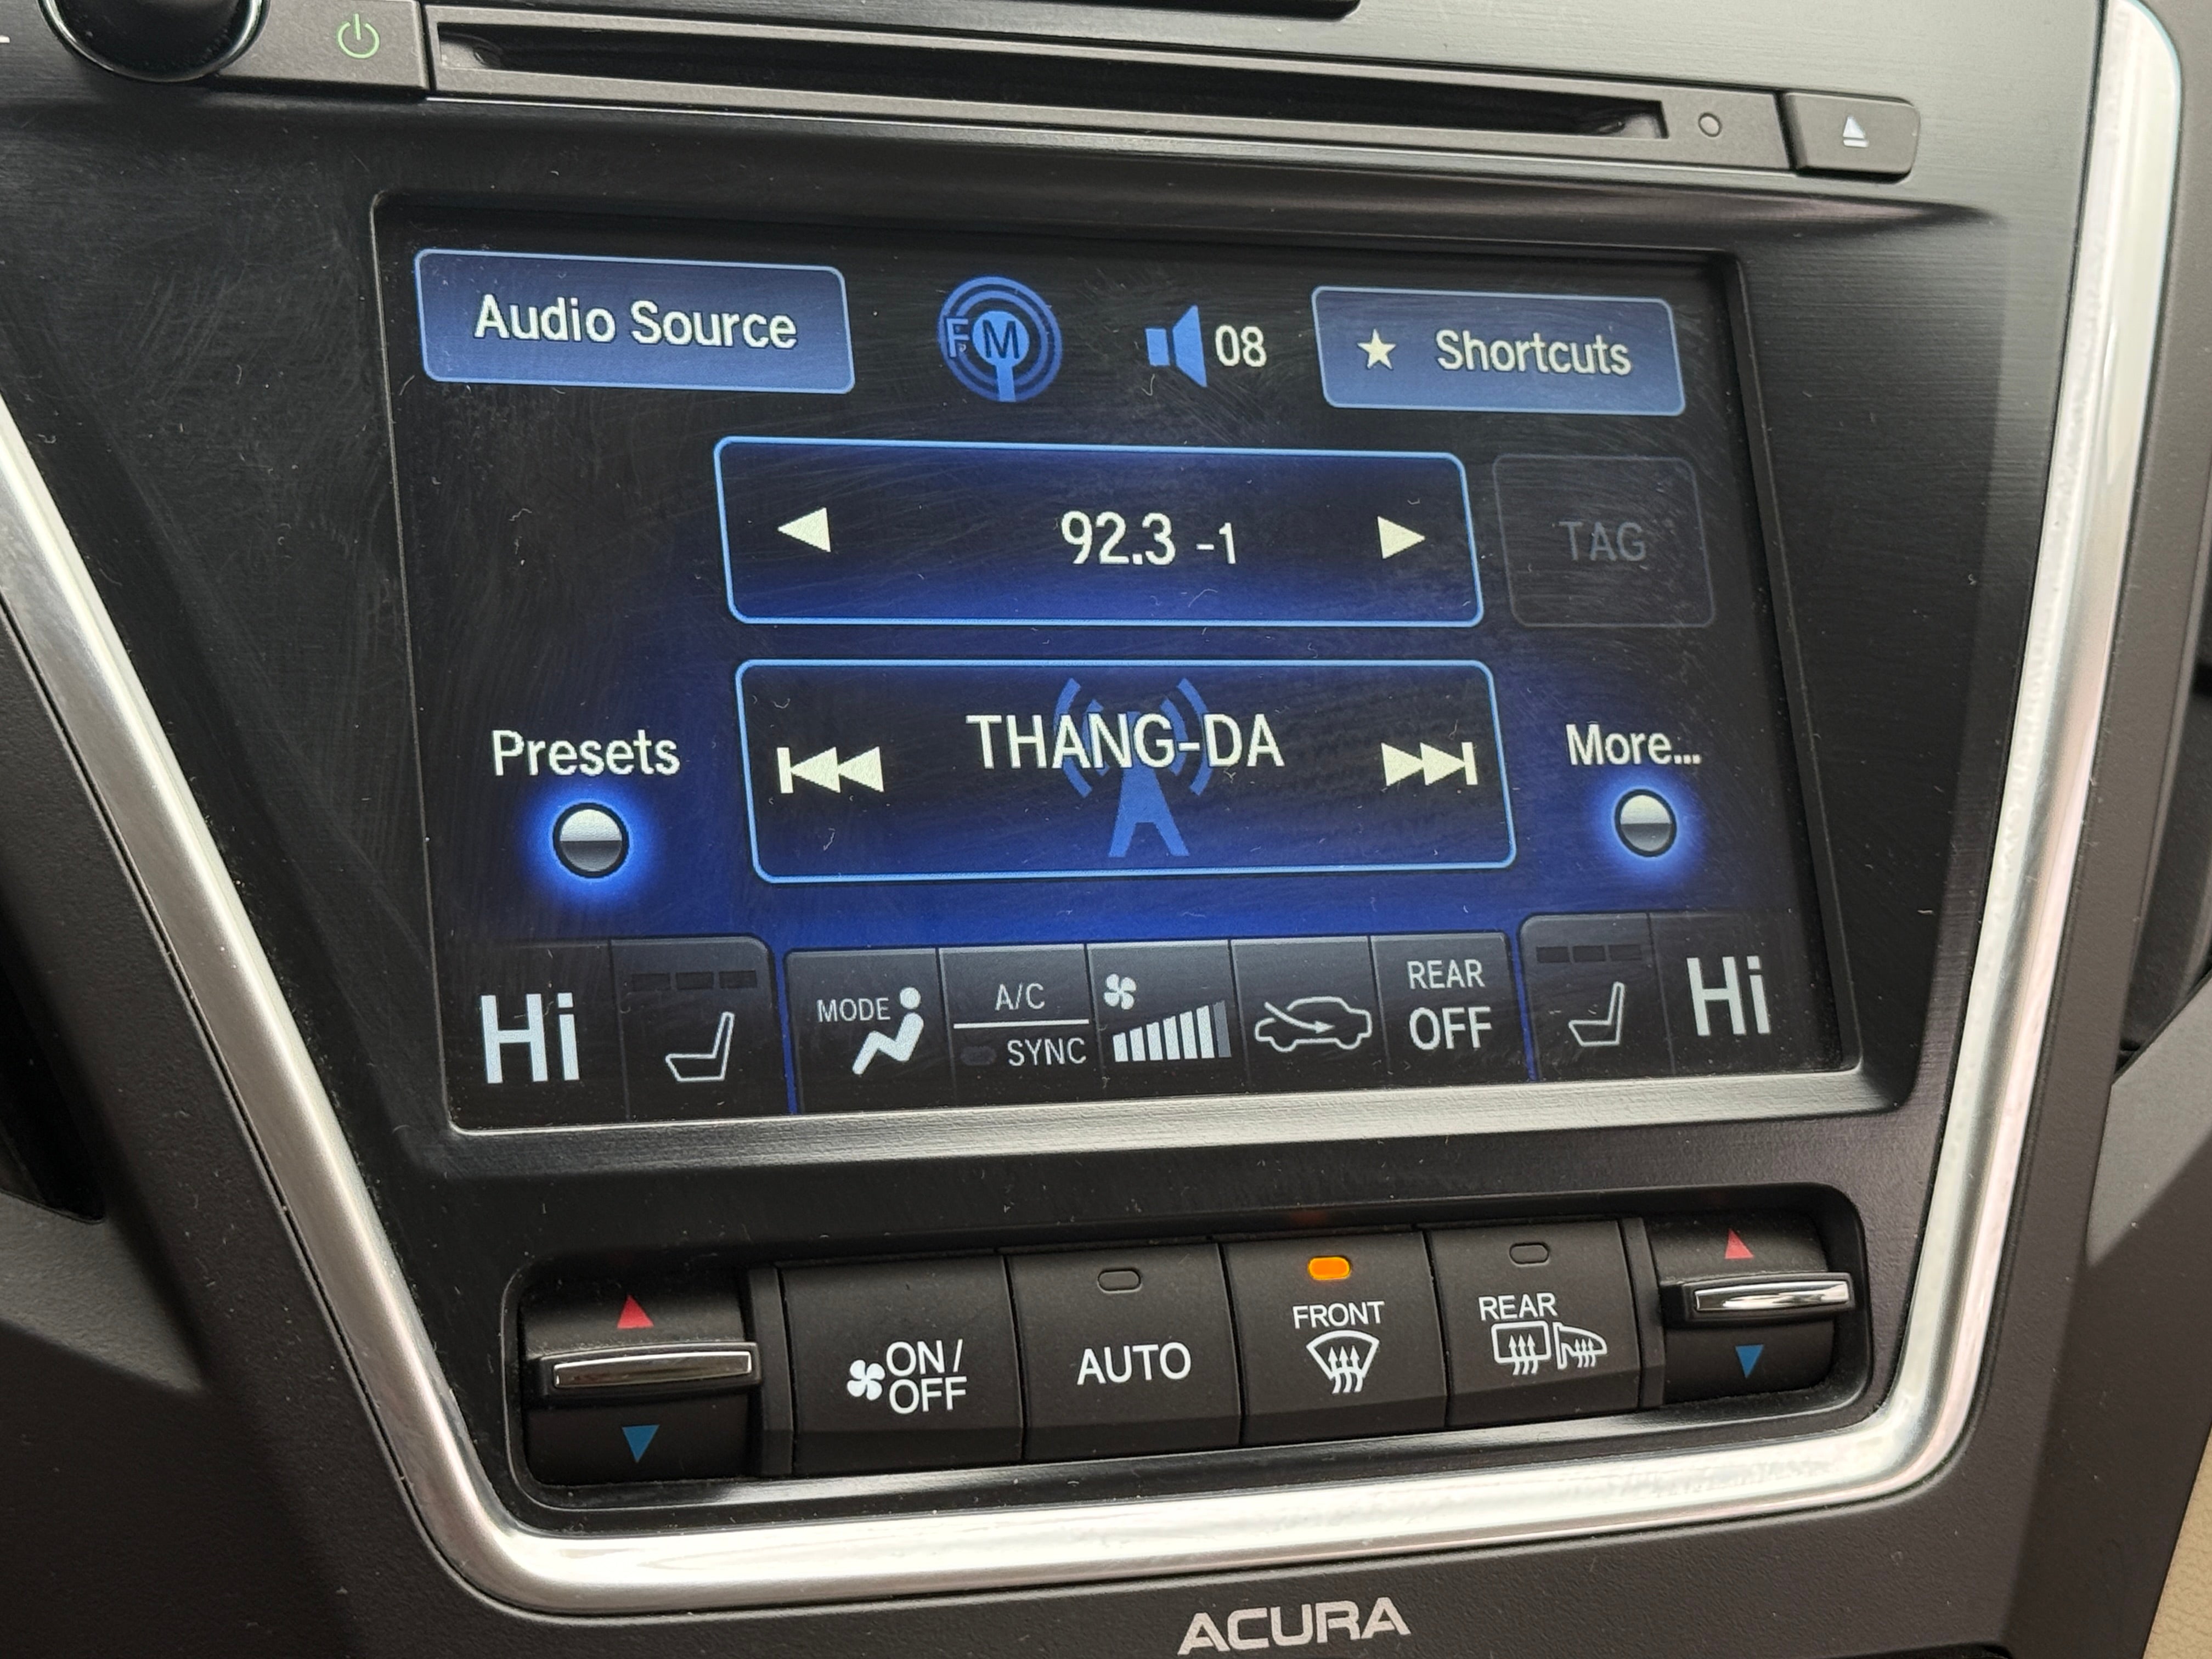 Audio Source
FM
08
★ Shortcuts
92.3 -1
TAG
THANG-DA
Presets
More...
Hi
MODE
A/C
SYNC
REAR
OFF
Hi
ON/
OFF
AUTO
FRONT
REAR
ACURA